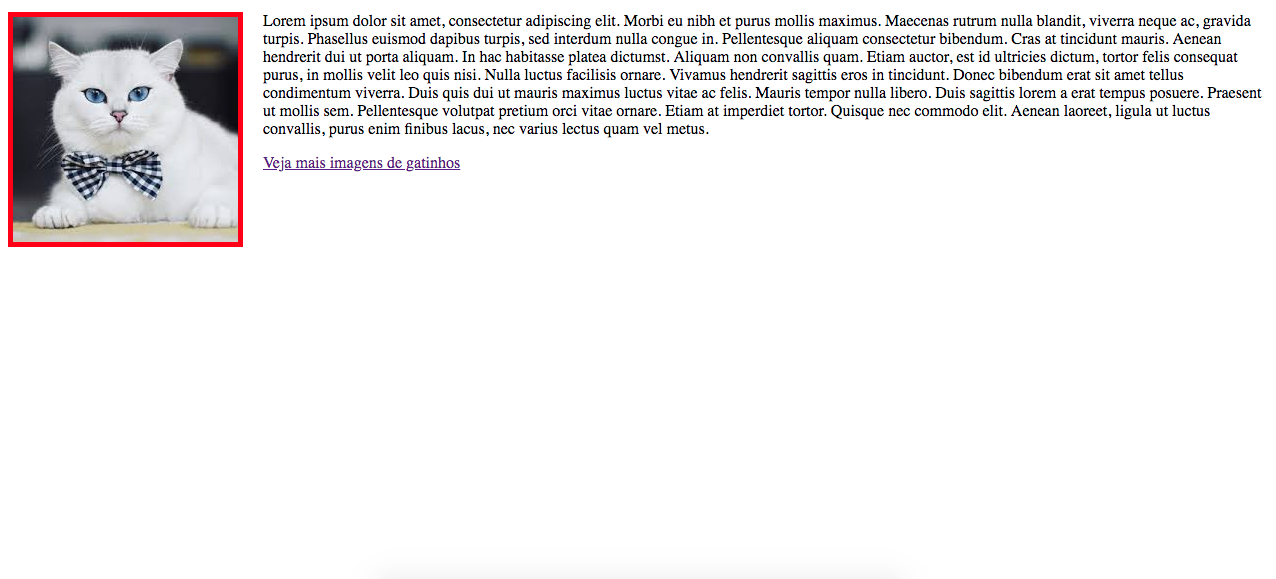 Lorem ipsum dolor sit amet, consectetur adipiscing elit. Morbi eu nibh et purus mollis maximus. Maecenas rutrum nulla blandit, viverra neque ac, gravida
turpis. Phasellus euismod dapibus turpis, sed interdum nulla congue in. Pellentesque aliquam consectetur bibendum. Cras at tincidunt mauris. Aenean
hendrerit dui ut porta aliquam. In hac habitasse platea dictumst. Aliquam non convallis quam. Etiam auctor, est id ultricies dictum, tortor felis consequat
purus, in mollis velit leo quis nisi. Nulla luctus facilisis ornare. Vivamus hendrerit sagittis eros in tincidunt. Donec bibendum erat sit amet tellus
condimentum viverra. Duis quis dui ut mauris maximus luctus vitae ac felis. Mauris tempor nulla libero. Duis sagittis lorem a erat tempus posuere. Praesent
ut mollis sem. Pellentesque volutpat pretium orci vitae ornare. Etiam at imperdiet tortor. Quisque nec commodo elit. Aenean laoreet, ligula ut luctus
convallis, purus enim finibus lacus, nec varius lectus quam vel metus.
Veja mais imagens de gatinhos